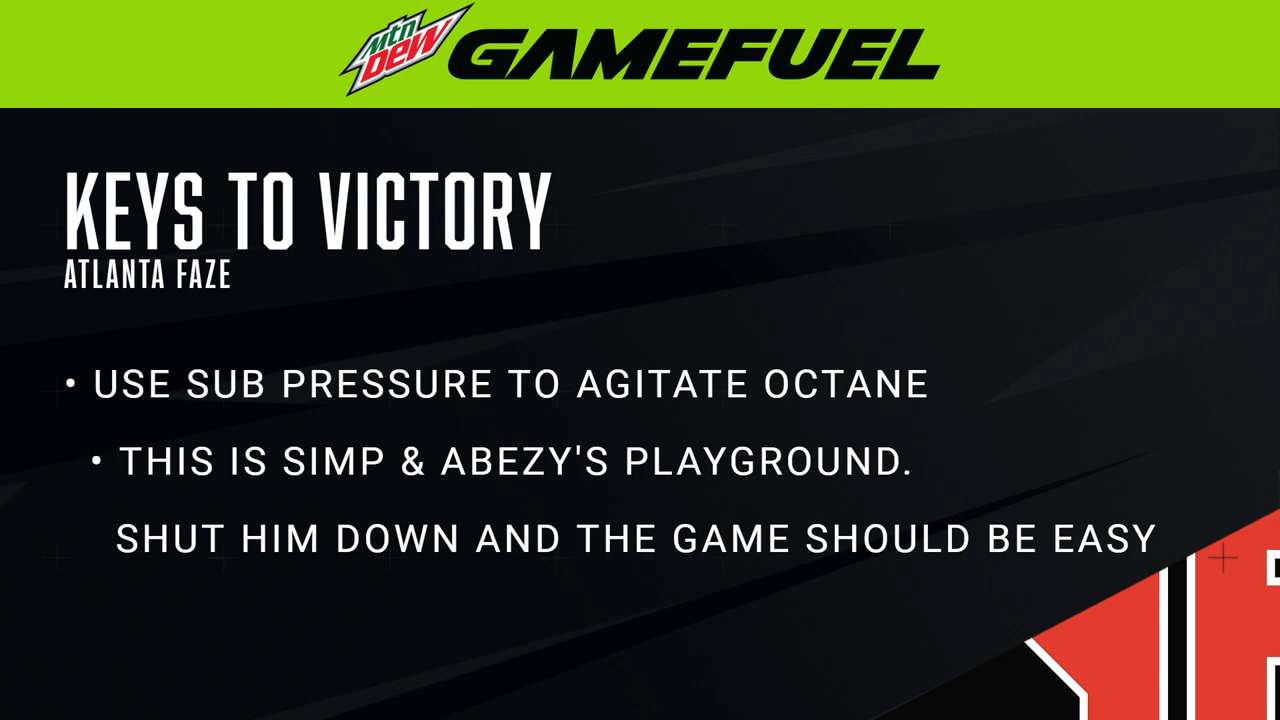 mtn DEW GAMEFUEL
KEYS TO VICTORY
ATLANTA FAZE
• USE SUB PRESSURE TO AGITATE OCTANE
• THIS IS SIMP & ABEZY'S PLAYGROUND.
SHUT HIM DOWN AND THE GAME SHOULD BE EASY